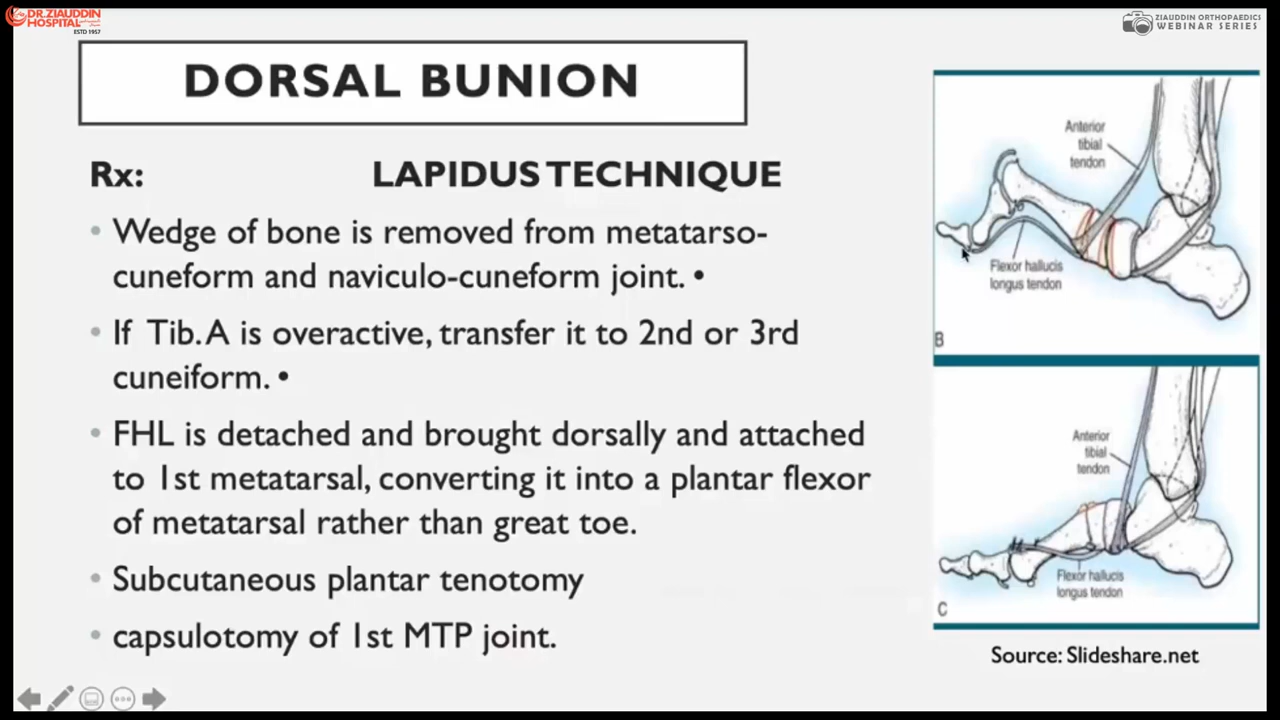 DR.ZIAUDDIN
HOSPITAL
ESTD 1957
ZIAUDDIN ORTHOPAEDICS
WEBINAR SERIES
DORSAL BUNION
Rx: LAPIDUS TECHNIQUE
• Wedge of bone is removed from metatarso-
cuneform and naviculo-cuneform joint. •
• If Tib. A is overactive, transfer it to 2nd or 3rd
cuneiform. •
• FHL is detached and brought dorsally and attached
to 1st metatarsal, converting it into a plantar flexor
of metatarsal rather than great toe.
• Subcutaneous plantar tenotomy
• capsulotomy of 1st MTP joint.
Anterior
tibial
tendon
Flexor hallucis
longus tendon
B
Anterior
tibial
tendon
Flexor hallucis
longus tendon
C
Source: Slideshare.net